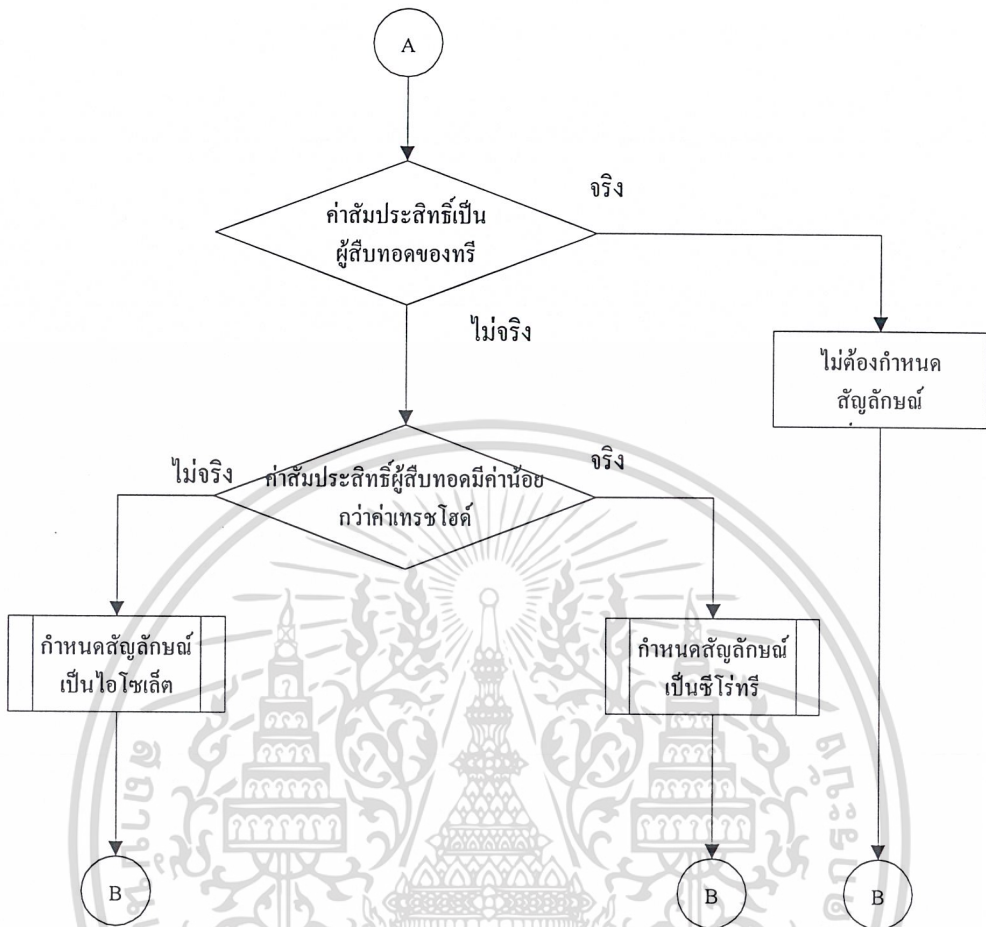 A
จริง
ค่าสัมประสิทธิ์เป็น
ผู้สืบทอดของทรี
ไม่จริง
ไม่ต้องกำหนด
สัญลักษณ์
ไม่จริง
ค่าสัมประสิทธิ์ผู้สืบทอดมีค่าน้อย
กว่าค่าเทรชโฮด์
จริง
กำหนดสัญลักษณ์
เป็นไอโซเล็ต
กำหนดสัญลักษณ์
เป็นซีโร่ทรี
B
B
B